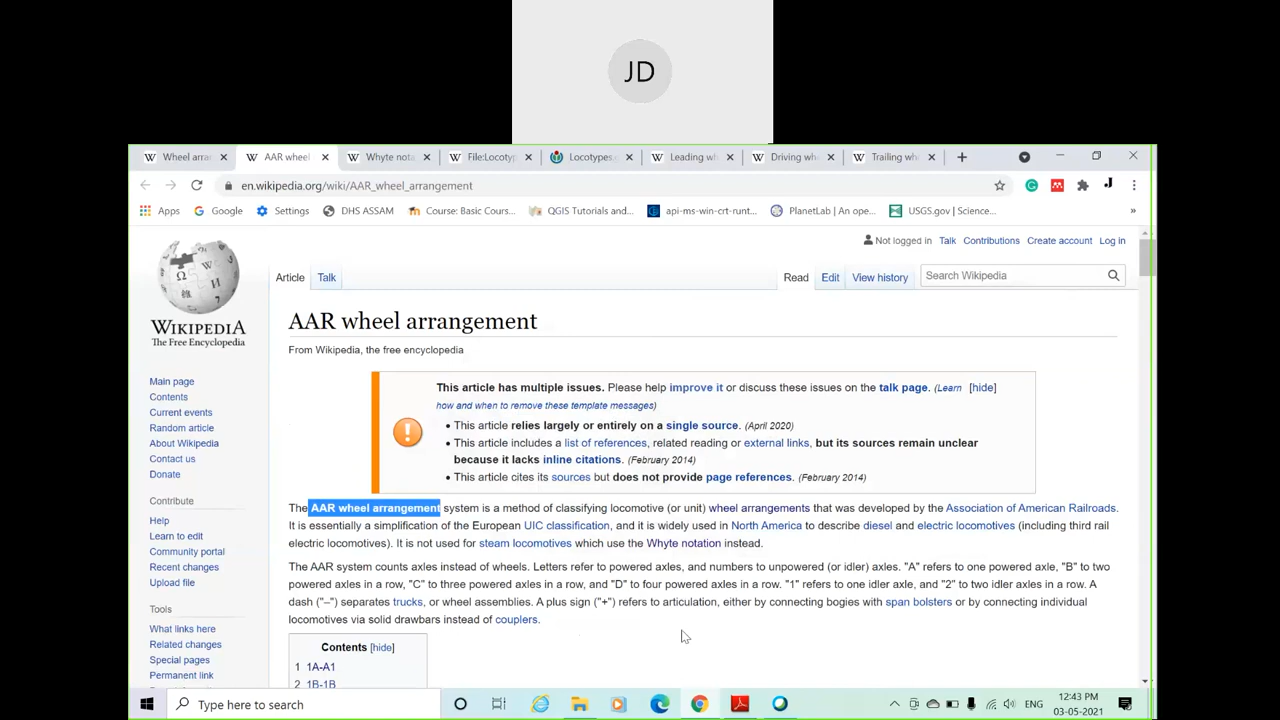 JD
Wheel arra
AAR wheel
Whyte nota
File:Locoty
Locotypes.
Leading wh
Driving whe
Trailing whe
en.wikipedia.org/wiki/AAR_wheel_arrangement
Apps
Google
Settings
DHS ASSAM
Course: Basic Cours...
QGIS Tutorials and...
api-ms-win-crt-runt...
PlanetLab | An ope...
USGS.gov | Science...
»
Not logged in Talk Contributions Create account Log in
Article Talk
Read Edit View history
Search Wikipedia
WIKIPEDIA
The Free Encyclopedia
Main page
Contents
Current events
Random article
About Wikipedia
Contact us
Donate
Contribute
Help
Learn to edit
Community portal
Recent changes
Upload file
Tools
What links here
Related changes
Special pages
Permanent link
AAR wheel arrangement
From Wikipedia, the free encyclopedia
This article has multiple issues. Please help improve it or discuss these issues on the talk page. (Learn [hide]
how and when to remove these template messages)
• This article relies largely or entirely on a single source. (April 2020)
• This article includes a list of references, related reading or external links, but its sources remain unclear
because it lacks inline citations. (February 2014)
• This article cites its sources but does not provide page references. (February 2014)
The AAR wheel arrangement system is a method of classifying locomotive (or unit) wheel arrangements that was developed by the Association of American Railroads.
It is essentially a simplification of the European UIC classification, and it is widely used in North America to describe diesel and electric locomotives (including third rail
electric locomotives). It is not used for steam locomotives which use the Whyte notation instead.
The AAR system counts axles instead of wheels. Letters refer to powered axles, and numbers to unpowered (or idler) axles. "A" refers to one powered axle, "B" to two
powered axles in a row, "C" to three powered axles in a row, and "D" to four powered axles in a row. "1" refers to one idler axle, and "2" to two idler axles in a row. A
dash ("–") separates trucks, or wheel assemblies. A plus sign ("+") refers to articulation, either by connecting bogies with span bolsters or by connecting individual
locomotives via solid drawbars instead of couplers.
Contents [hide]
1 1A-A1
2 1B-1B
Type here to search
ENG
12:43 PM
03-05-2021